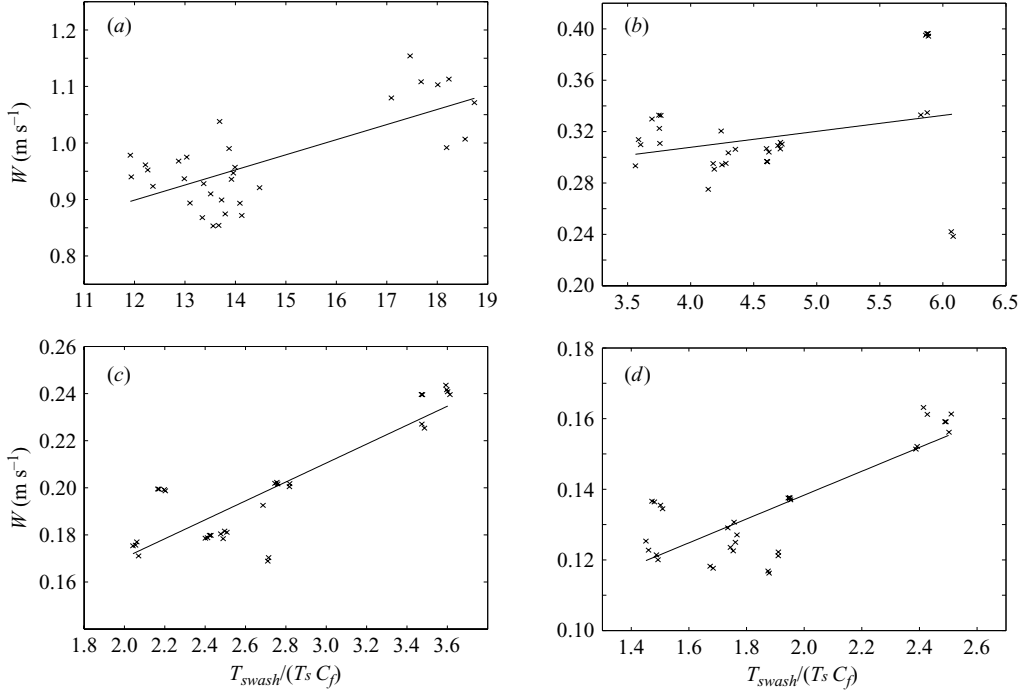 (a)
1.2
1.1
1.0
0.9
0.8
W (m s⁻¹)
11 12 13 14 15 16 17 18 19
(b)
0.40
0.36
0.32
0.28
0.24
0.20
3.5 4.0 4.5 5.0 5.5 6.0 6.5
(c)
0.26
0.24
0.22
0.20
0.18
0.16
W (m s⁻¹)
1.8 2.0 2.2 2.4 2.6 2.8 3.0 3.2 3.4 3.6
T_swash/(Ts C_f)
(d)
0.18
0.16
0.14
0.12
0.10
1.4 1.6 1.8 2.0 2.2 2.4 2.6
T_swash/(Ts C_f)